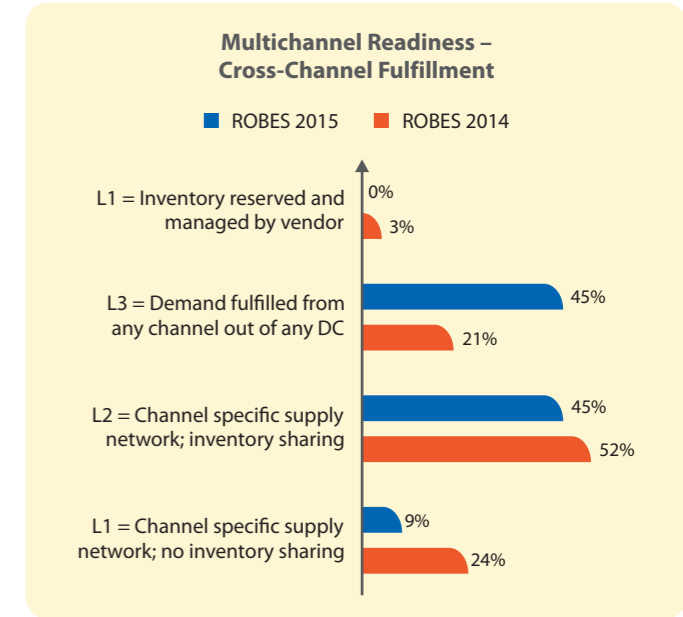 Multichannel Readiness –
Cross-Channel Fulfillment
ROBES 2015 ROBES 2014
L1 = Inventory reserved and
managed by vendor
0%
3%
L3 = Demand fulfilled from
any channel out of any DC
45%
21%
L2 = Channel specific supply
network; inventory sharing
45%
52%
L1 = Channel specific supply
network; no inventory sharing
9%
24%